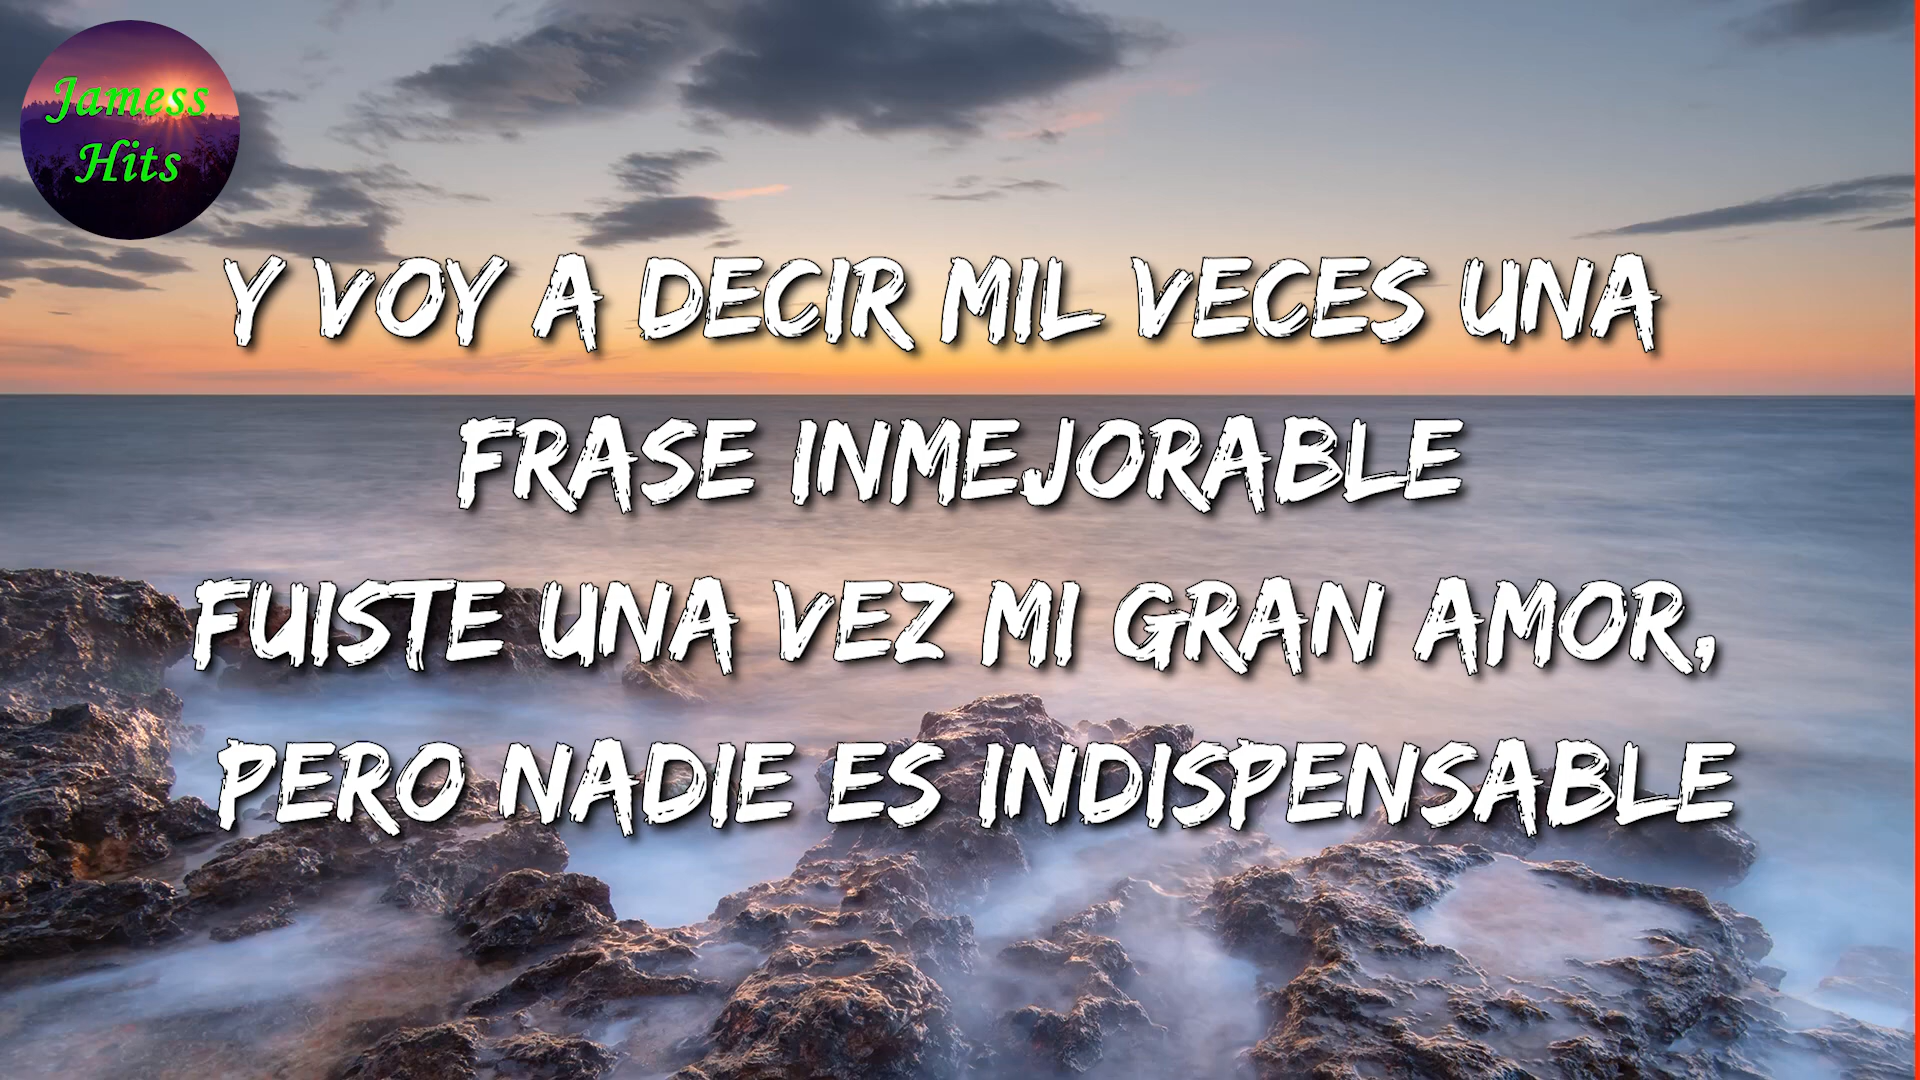 Jamess
Hits
Y VOY A DECIR MIL VECES UNA
FRASE INMEJORABLE
FUISTE UNA VEZ MI GRAN AMOR,
PERO NADIE ES INDISPENSABLE